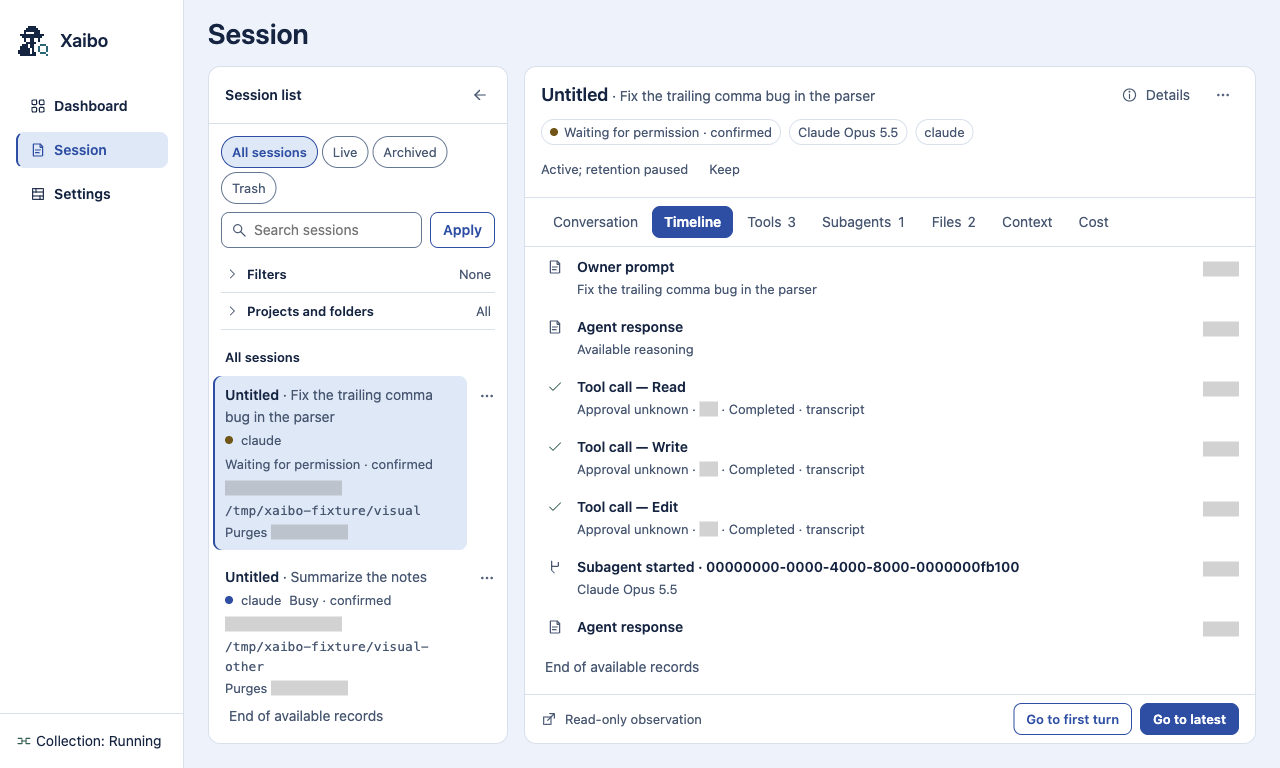 Xaibo
Dashboard
Session
Settings
Collection: Running
Session
Session list
All sessions
Live
Archived
Trash
Search sessions
Apply
Filters
None
Projects and folders
All
All sessions
Untitled · Fix the trailing comma
bug in the parser
claude
Waiting for permission · confirmed
/tmp/xaibo-fixture/visual
Purges
Untitled · Summarize the notes
claude Busy · confirmed
/tmp/xaibo-fixture/visual-
other
Purges
End of available records
Untitled · Fix the trailing comma bug in the parser
Details
Waiting for permission · confirmed
Claude Opus 5.5
claude
Active; retention paused
Keep
Conversation
Timeline
Tools 3
Subagents 1
Files 2
Context
Cost
Owner prompt
Fix the trailing comma bug in the parser
Agent response
Available reasoning
Tool call — Read
Approval unknown · · Completed · transcript
Tool call — Write
Approval unknown · · Completed · transcript
Tool call — Edit
Approval unknown · · Completed · transcript
Subagent started · 00000000-0000-4000-8000-0000000fb100
Claude Opus 5.5
Agent response
End of available records
Read-only observation
Go to first turn
Go to latest